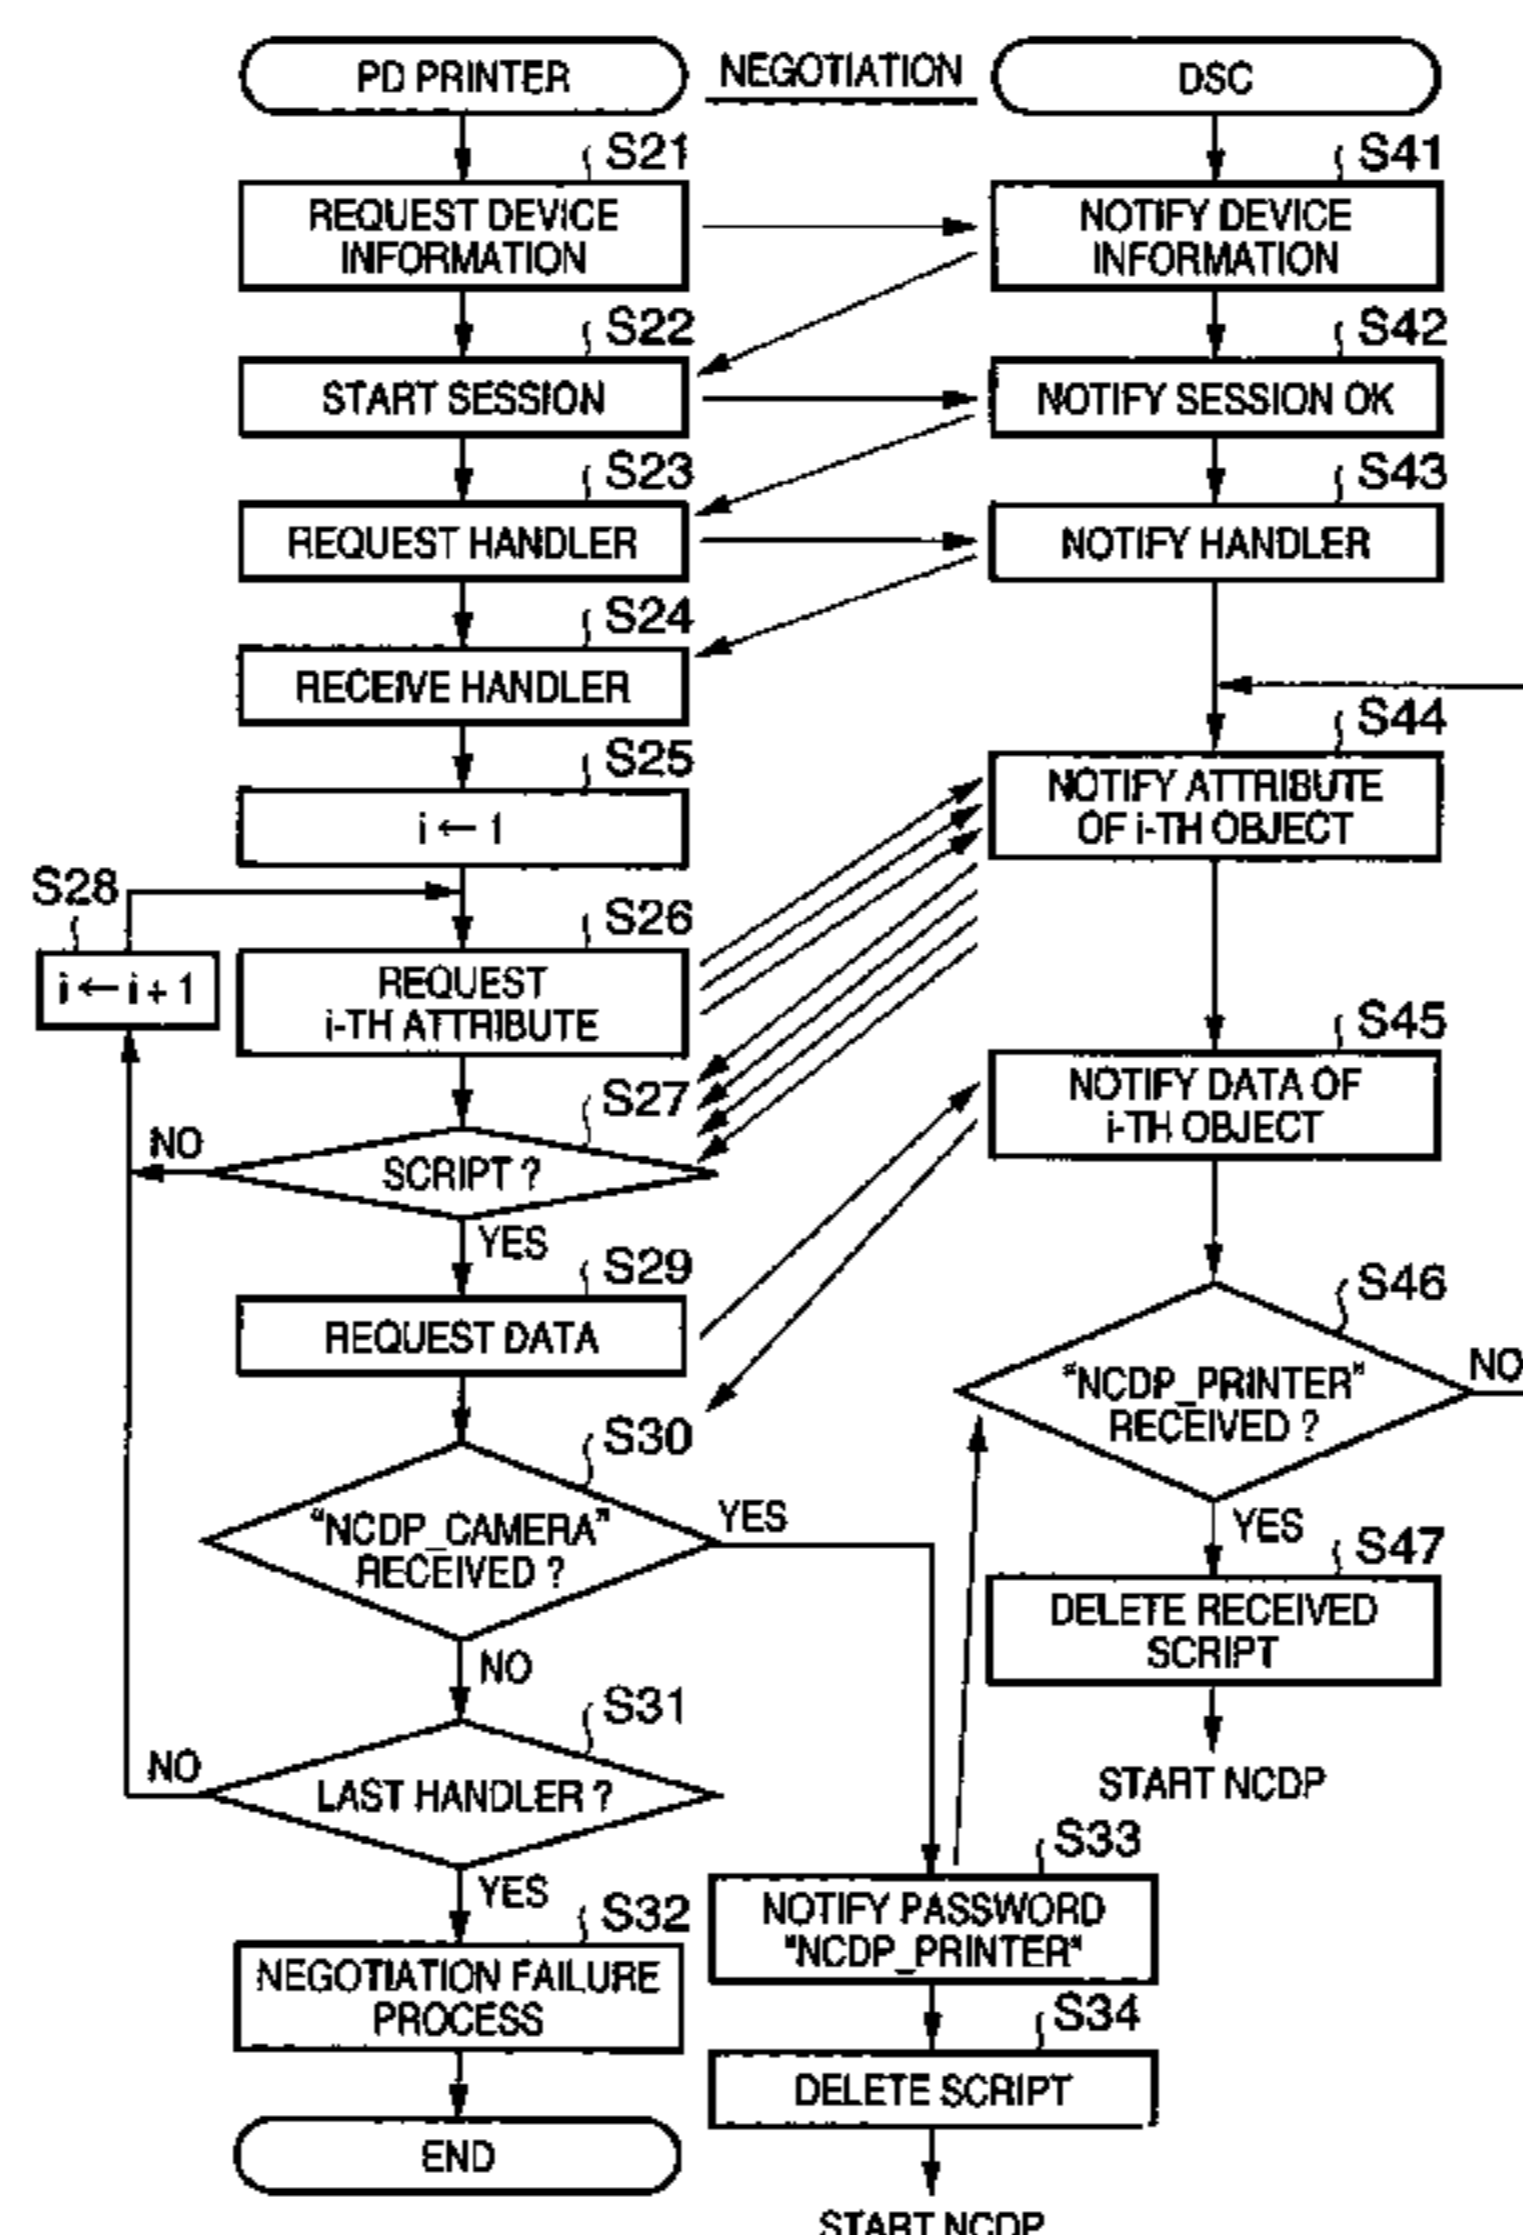 PD PRINTER
NEGOTIATION
DSC
S21
REQUEST DEVICE
INFORMATION
S41
NOTIFY DEVICE
INFORMATION
S22
START SESSION
S42
NOTIFY SESSION OK
S23
REQUEST HANDLER
S43
NOTIFY HANDLER
S24
RECEIVE HANDLER
S25
i ← 1
S44
NOTIFY ATTRIBUTE
OF i-TH OBJECT
S28
i ← i + 1
S26
REQUEST
i-TH ATTRIBUTE
S45
NOTIFY DATA OF
i-TH OBJECT
S27
SCRIPT ?
NO
YES
S29
REQUEST DATA
S46
"NCDP_PRINTER"
RECEIVED ?
NO
YES
S30
"NCDP_CAMERA"
RECEIVED ?
YES
NO
S47
DELETE RECEIVED
SCRIPT
START NCDP
S31
LAST HANDLER ?
NO
YES
S33
NOTIFY PASSWORD
"NCDP_PRINTER"
S32
NEGOTIATION FAILURE
PROCESS
S34
DELETE SCRIPT
END
START NCDP